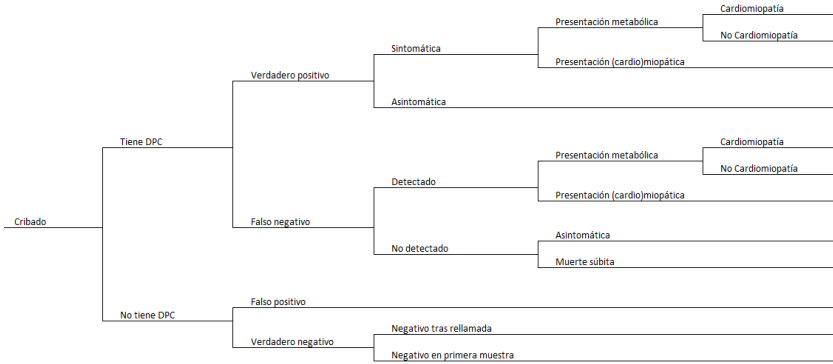 Cardiomiopatía
Presentación metabólica
No Cardiomiopatía
Sintomática
Presentación (cardio)miopática
Verdadero positivo
Asintomática
Tiene DPC
Cardiomiopatía
Presentación metabólica
No Cardiomiopatía
Detectado
Presentación (cardio)miopática
Cribado
Falso negativo
Asintomática
No detectado
Muerte súbita
Falso positivo
No tiene DPC
Negativo tras rellamada
Verdadero negativo
Negativo en primera muestra